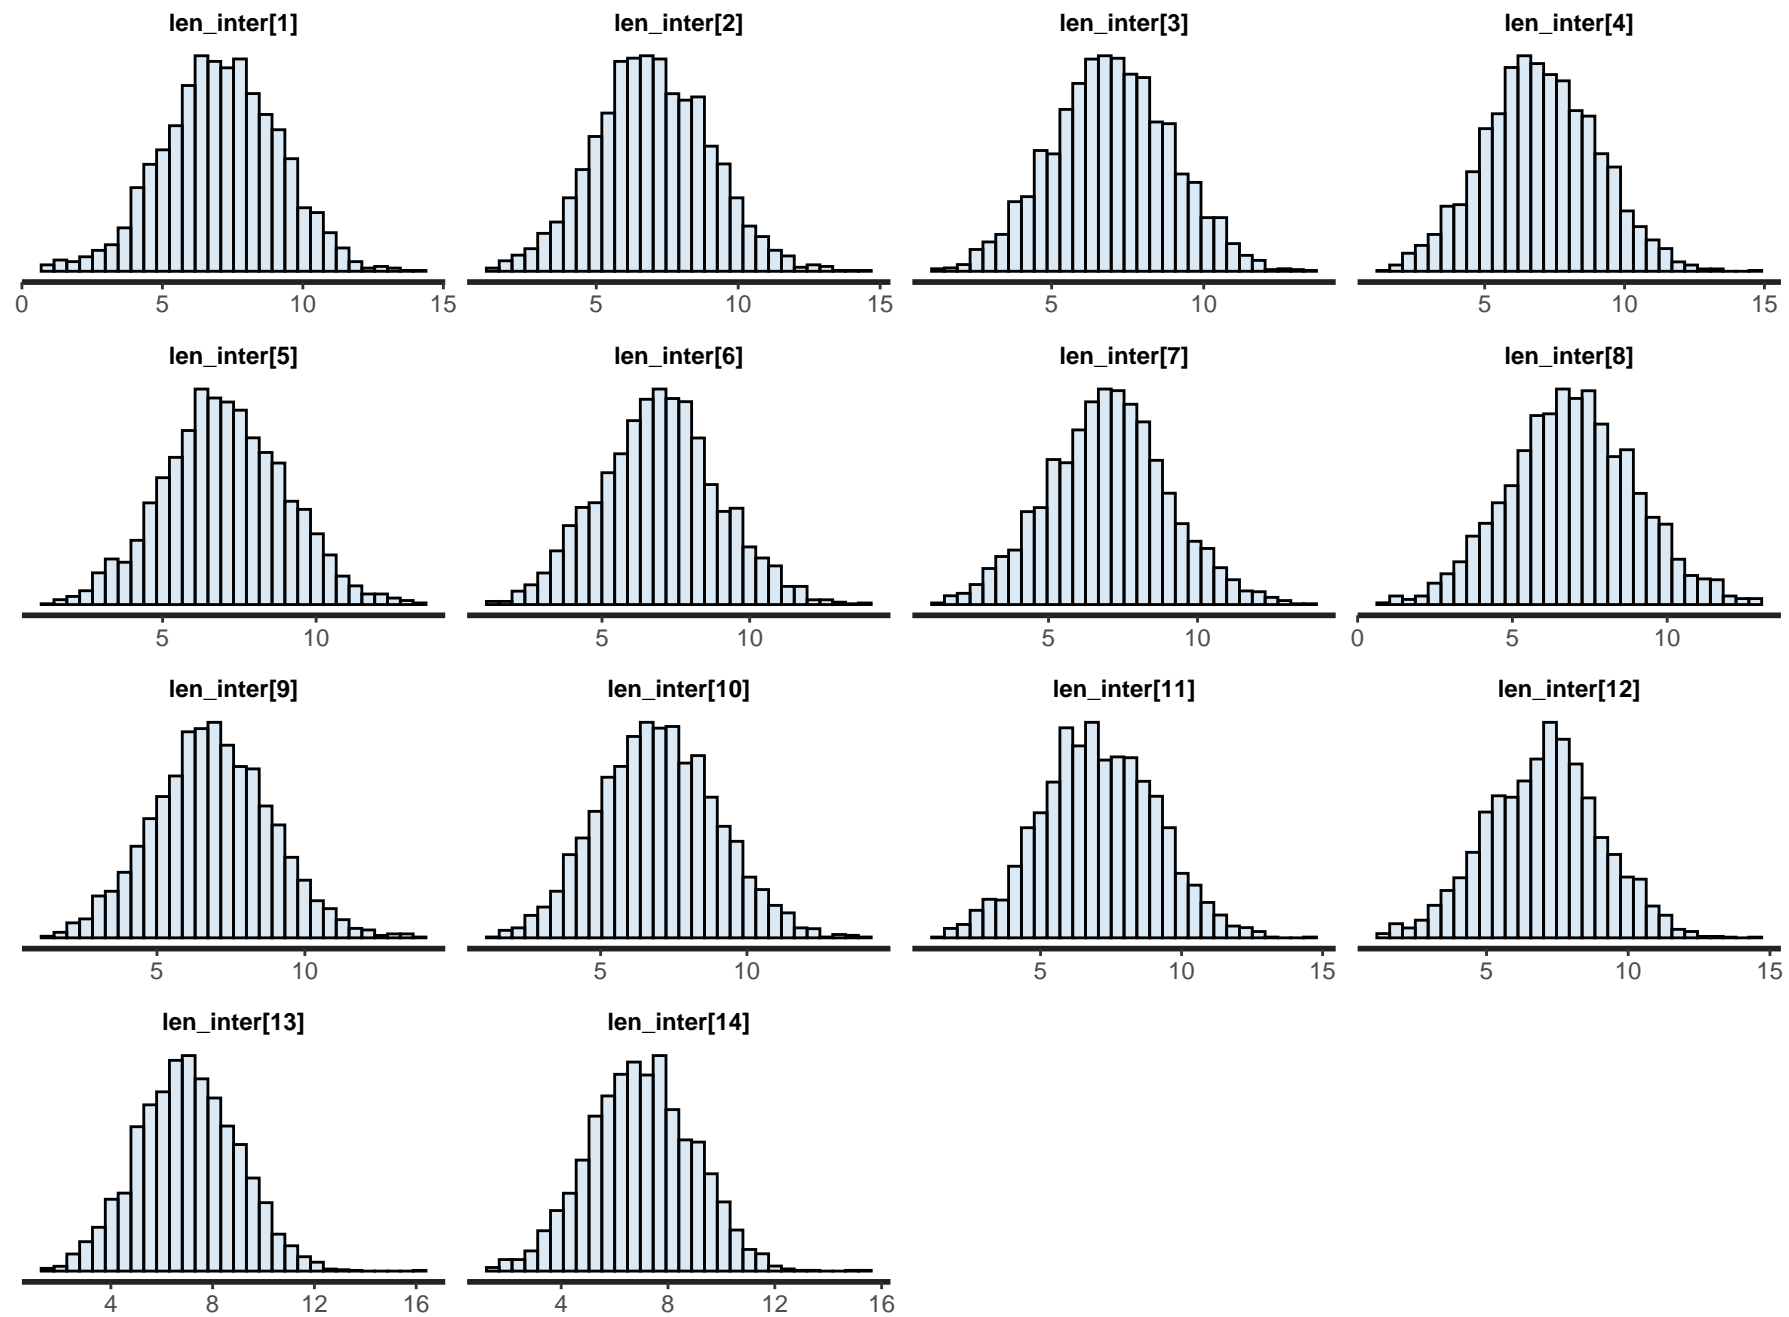 len_inter[1] len_inter[2] len_inter[3] len_inter[4]
0 5 10 15 5 10 15 5 10 5 10 15
len_inter[5] len_inter[6] len_inter[7] len_inter[8]
5 10 5 10 5 10 0 5 10
len_inter[9] len_inter[10] len_inter[11] len_inter[12]
5 10 5 10 5 10 15 5 10 15
len_inter[13] len_inter[14]
4 8 12 16 4 8 12 16